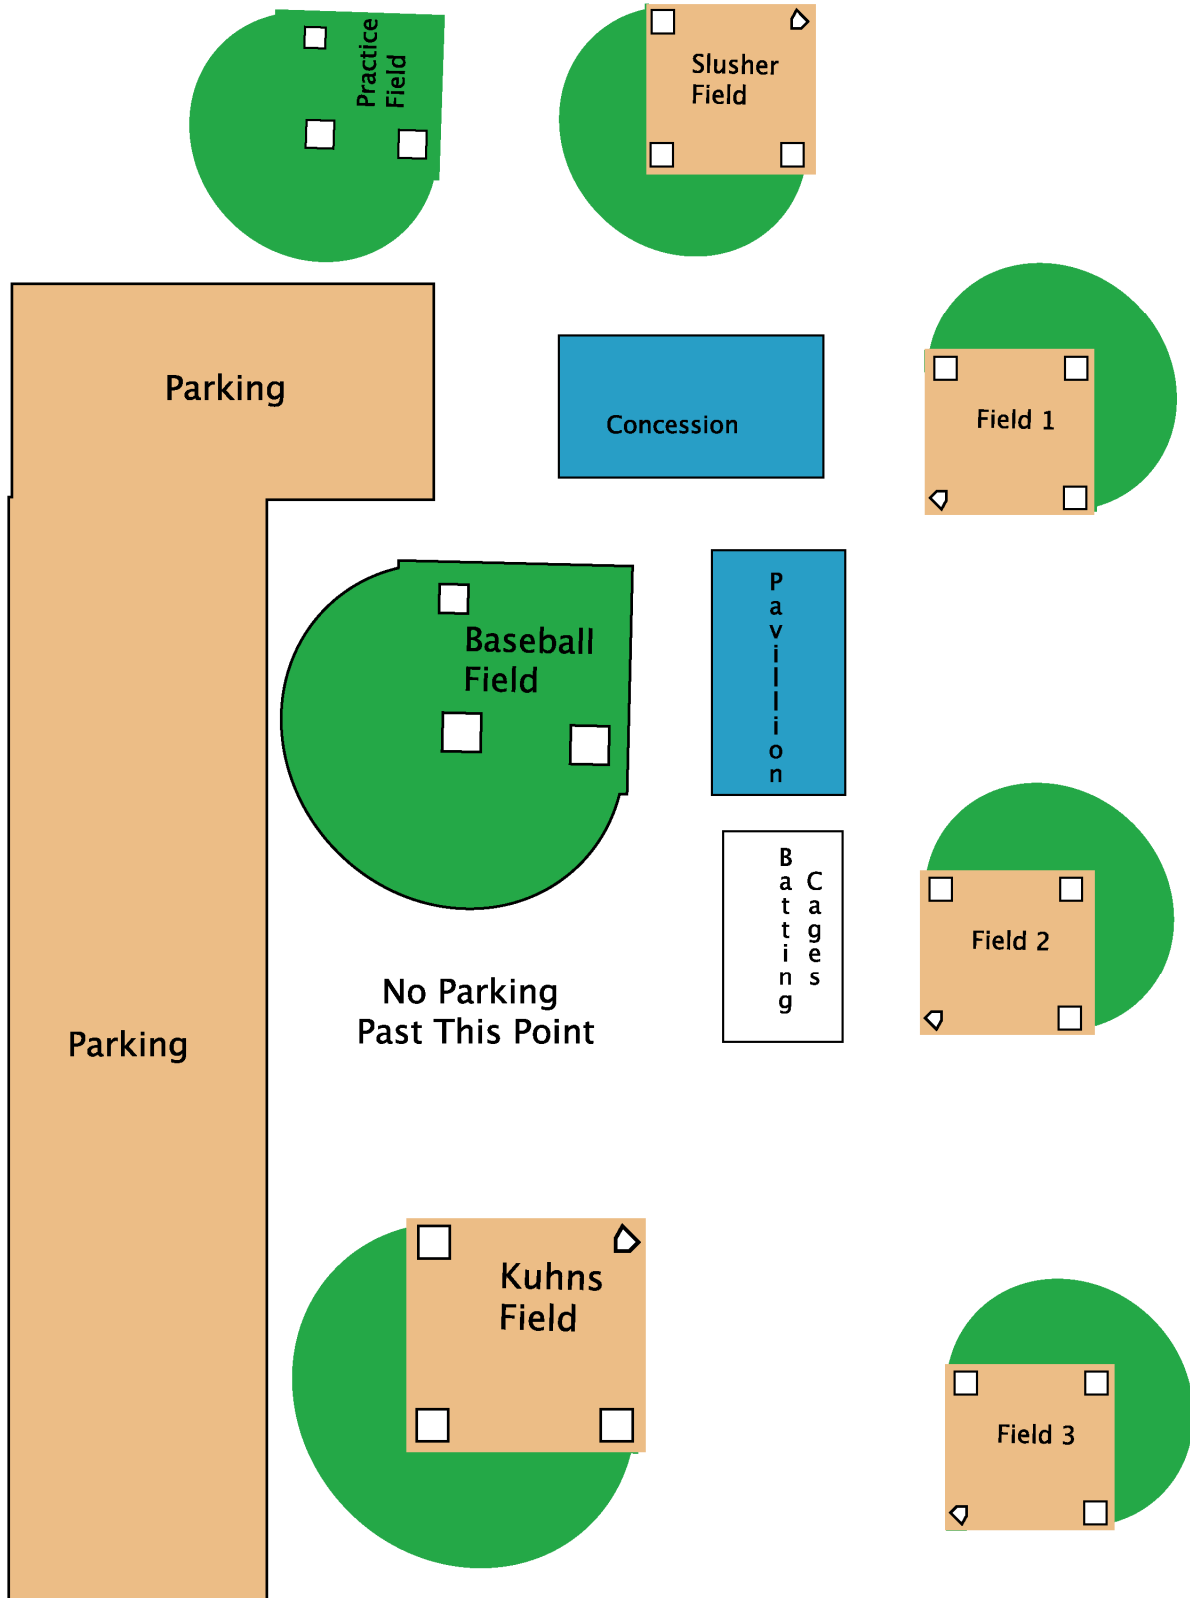 Practice
Field
Slusher
Field
Parking
Concession
Field 1
Baseball
Field
Pavillion
Batting
Cages
Field 2
No Parking
Past This Point
Parking
Kuhns
Field
Field 3